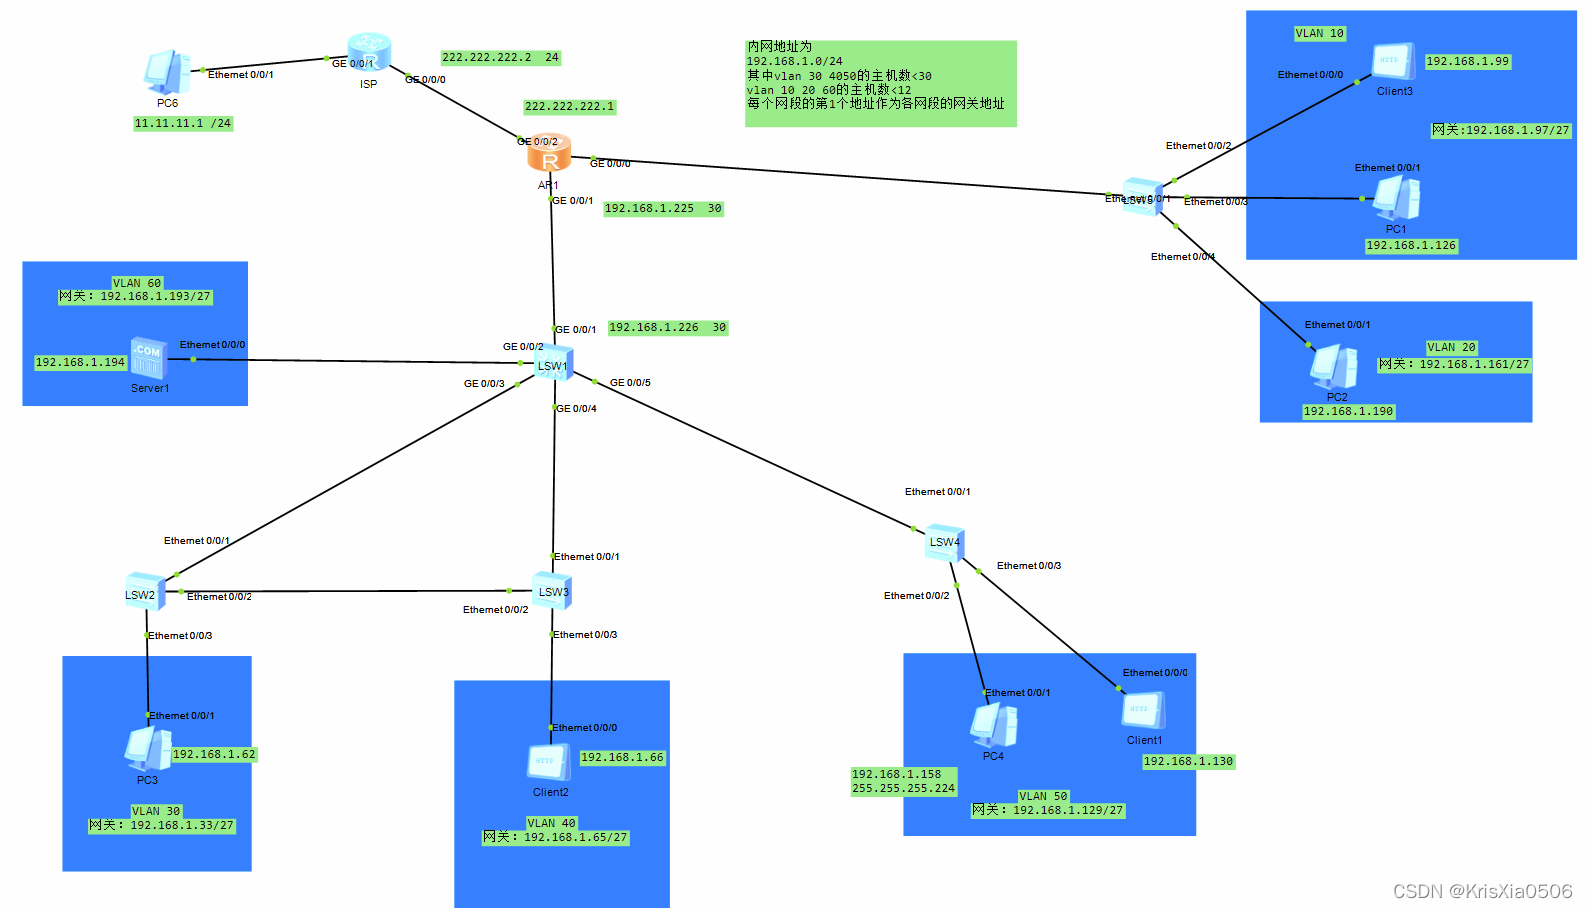 Ethernet 0/0/1
GE 0/0/1
PC6
11.11.11.1 /24
R
ISP
222.222.222.2  24
GE 0/0/0
222.222.222.1
GE 0/0/2
R
AR1
GE 0/0/0
GE 0/0/1
192.168.1.225  30
内网地址为
192.168.1.0/24
其中vlan 30 4050的主机数<30
vlan 10 20 60的主机数<12
每个网段的第1个地址作为各网段的网关地址
VLAN 10
Ethernet 0/0/0
HTTP
192.168.1.99
Client3
网关:192.168.1.97/27
Ethernet 0/0/2
Ethernet 0/0/1
Ethernet 0/0/1
LSW5
Ethernet 0/0/3
PC1
192.168.1.126
Ethernet 0/0/4
Ethernet 0/0/1
VLAN 20
网关: 192.168.1.161/27
PC2
192.168.1.190
VLAN 60
网关: 192.168.1.193/27
Ethernet 0/0/0
.COM
192.168.1.194
Server1
GE 0/0/1
192.168.1.226  30
GE 0/0/2
LSW1
GE 0/0/3
GE 0/0/5
GE 0/0/4
Ethernet 0/0/1
LSW2
Ethernet 0/0/2
Ethernet 0/0/3
Ethernet 0/0/1
192.168.1.62
PC3
VLAN 30
网关: 192.168.1.33/27
Ethernet 0/0/1
LSW3
Ethernet 0/0/2
Ethernet 0/0/3
Ethernet 0/0/0
HTTP
192.168.1.66
Client2
VLAN 40
网关: 192.168.1.65/27
Ethernet 0/0/1
LSW4
Ethernet 0/0/3
Ethernet 0/0/2
Ethernet 0/0/0
Ethernet 0/0/1
HTTP
PC4
Client1
192.168.1.130
192.168.1.158
255.255.255.224
VLAN 50
网关: 192.168.1.129/27
CSDN @KrisXia0506